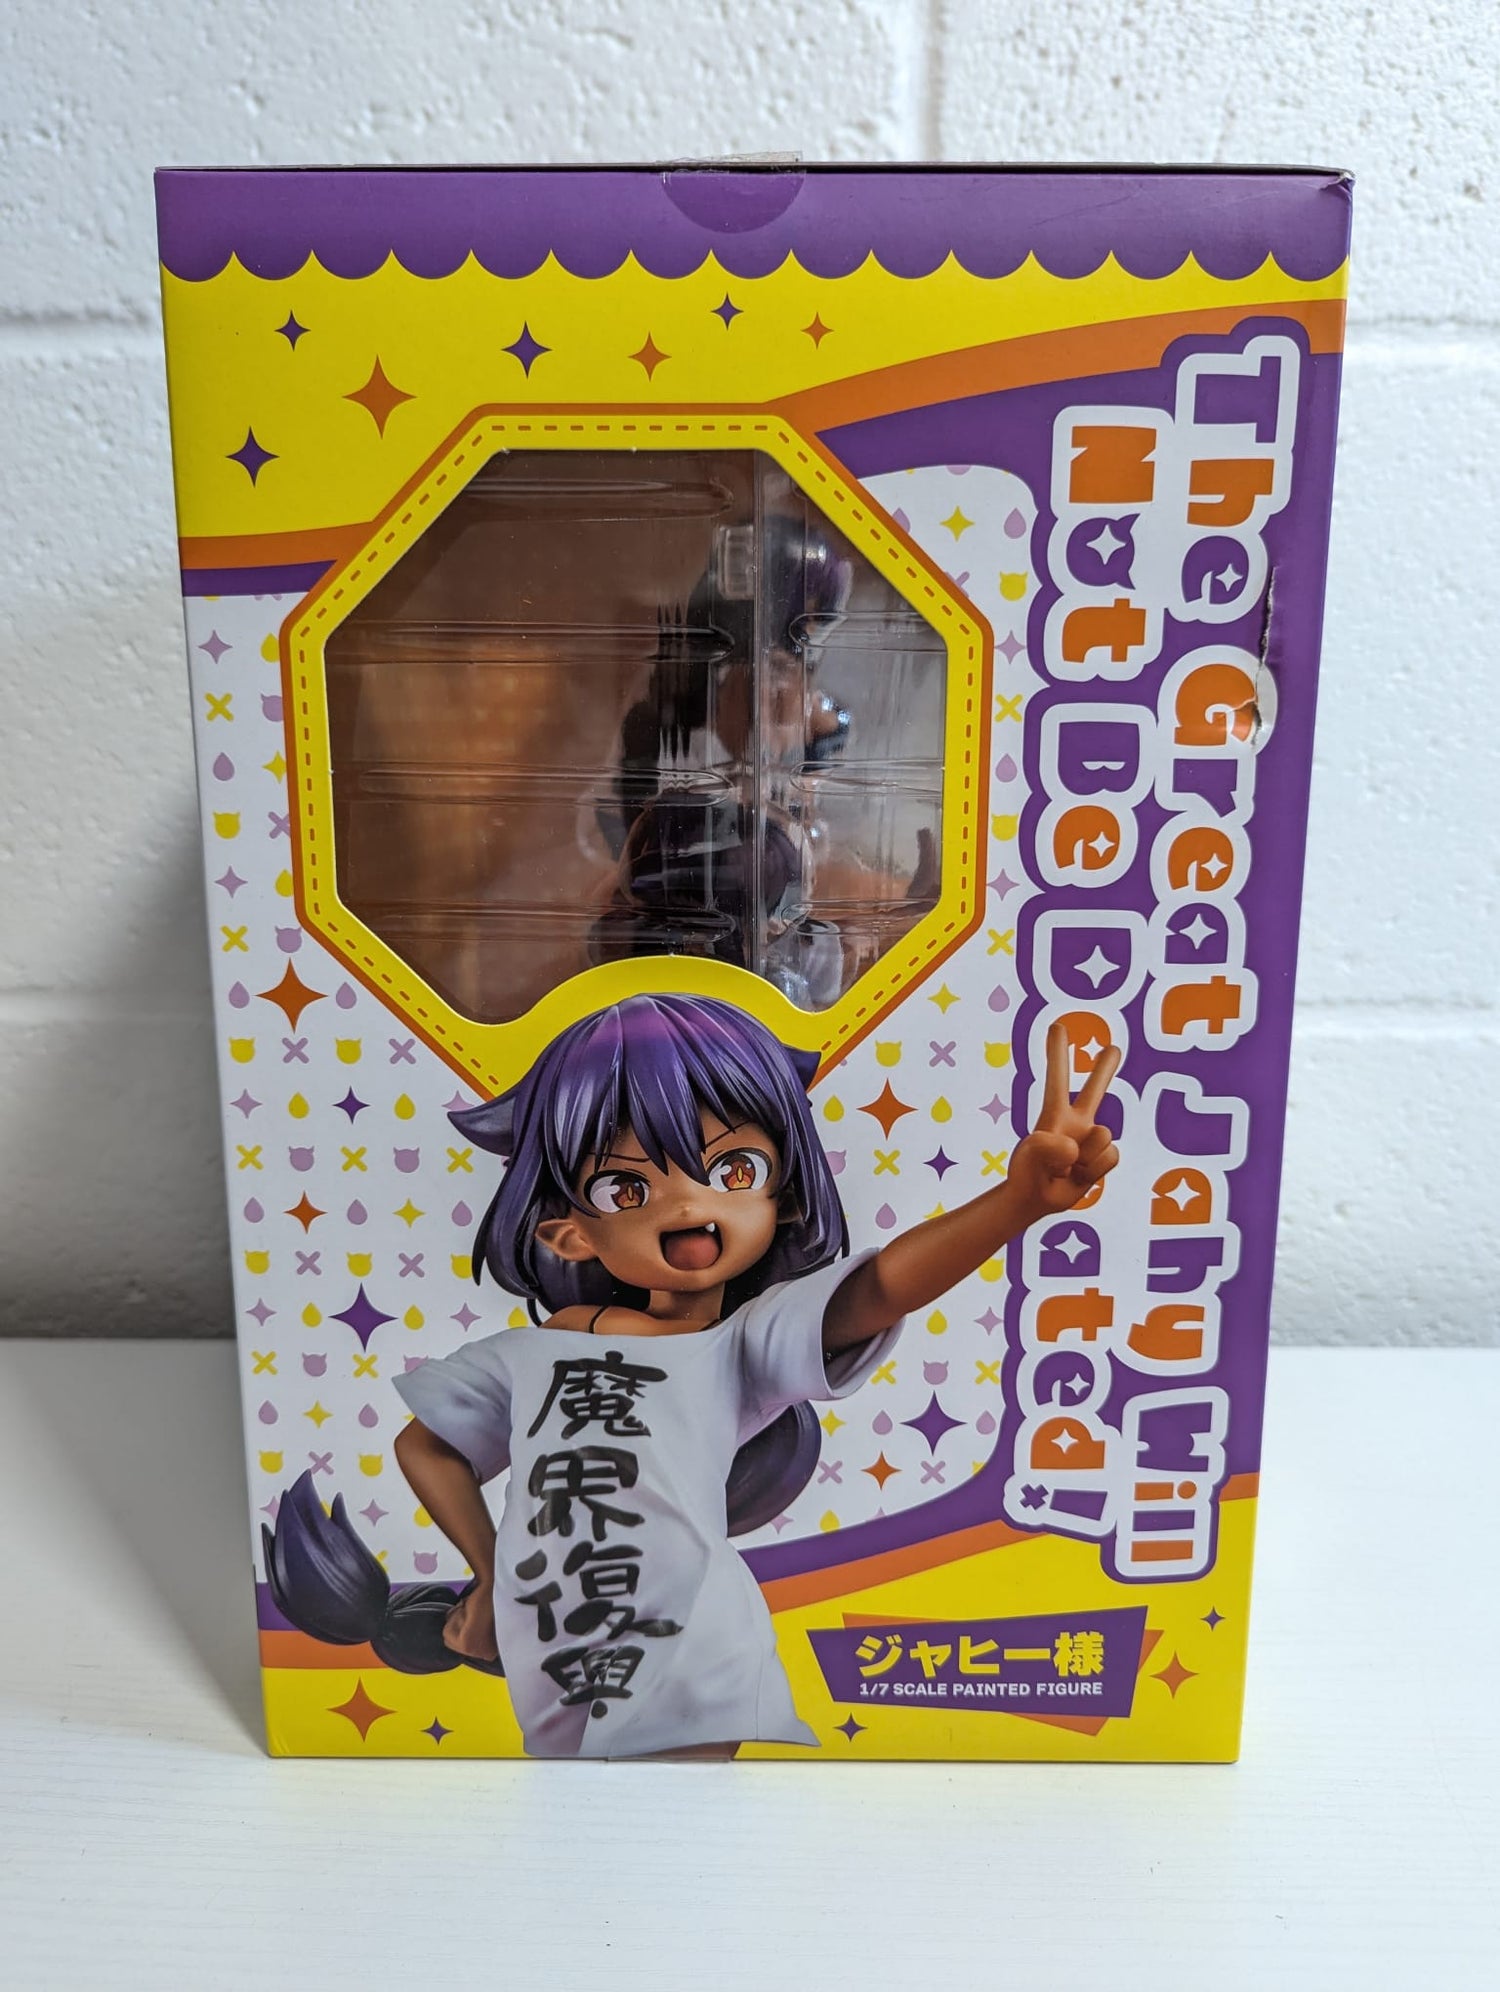 The Great Jahy Will
Not Be Defeated!
魔界復興
ジャヒー様
1/7 SCALE PAINTED FIGURE